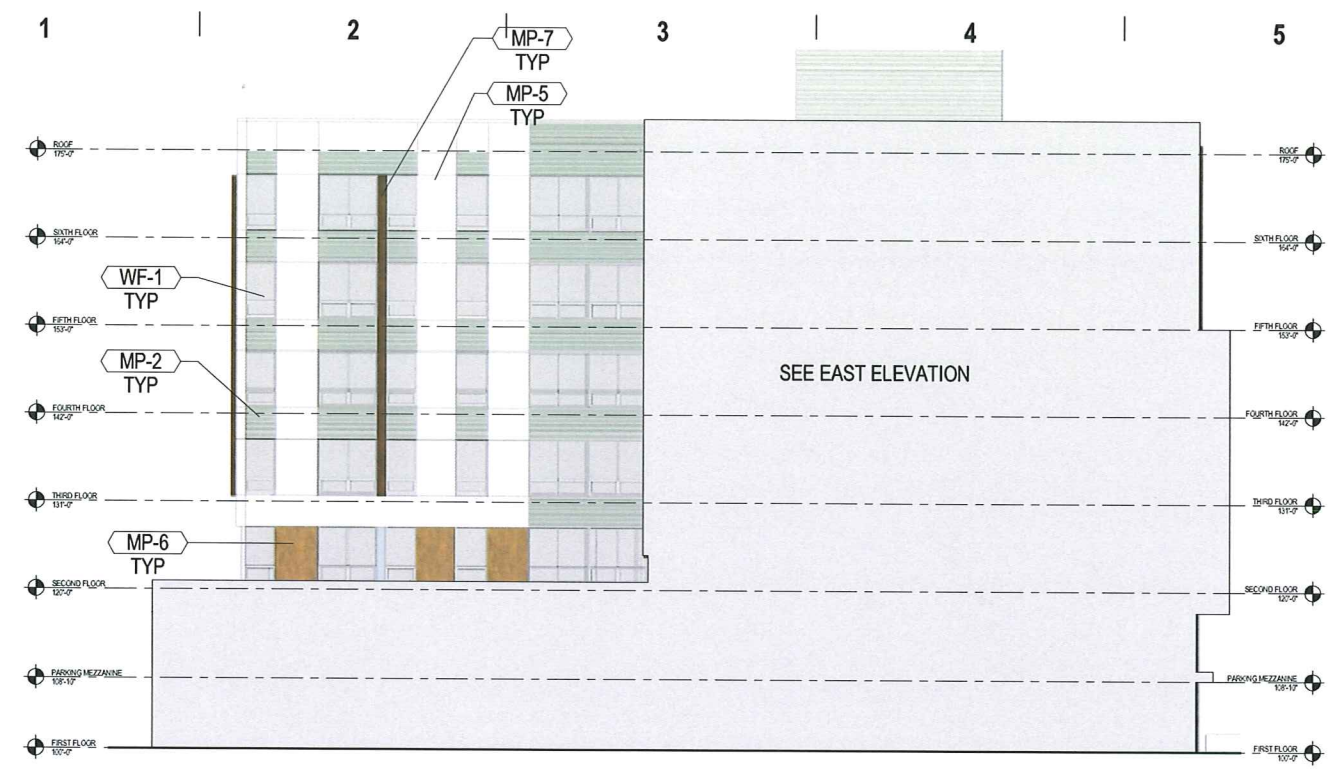 1 2 3 4 5
MP-7
TYP
MP-5
TYP
ROOF
175'-0"
ROOF
175'-0"
SIXTH FLOOR
164'-0"
SIXTH FLOOR
164'-0"
WF-1
TYP
FIFTH FLOOR
153'-0"
FIFTH FLOOR
153'-0"
MP-2
TYP
SEE EAST ELEVATION
FOURTH FLOOR
142'-0"
FOURTH FLOOR
142'-0"
THIRD FLOOR
131'-0"
THIRD FLOOR
131'-0"
MP-6
TYP
SECOND FLOOR
120'-0"
SECOND FLOOR
120'-0"
PARKING MEZZANINE
108'-10"
PARKING MEZZANINE
108'-10"
FIRST FLOOR
100'-0"
FIRST FLOOR
100'-0"